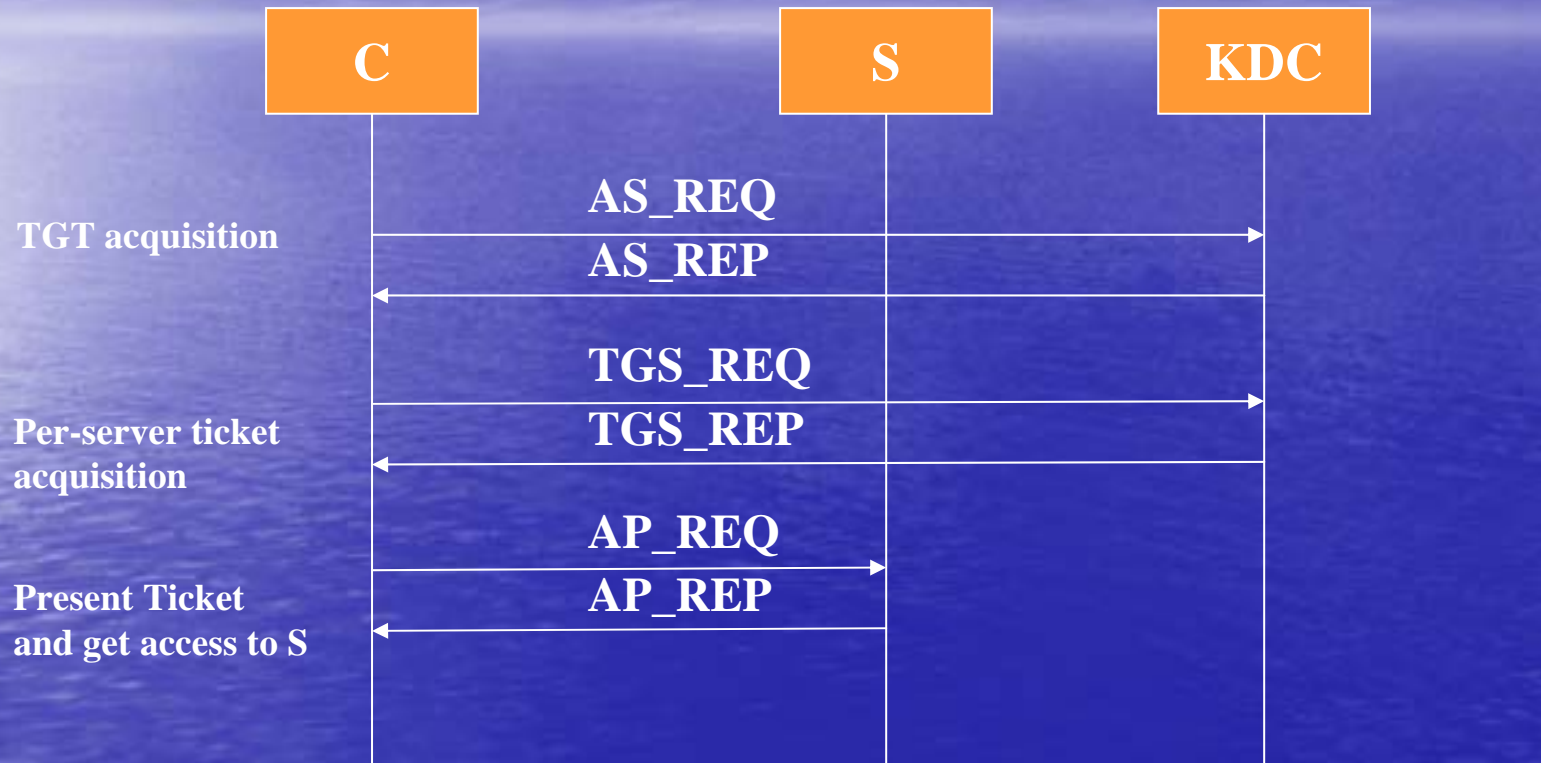 C
S
KDC
AS_REQ
TGT acquisition
AS_REP
TGS_REQ
Per-server ticket
acquisition
TGS_REP
AP_REQ
Present Ticket
and get access to S
AP_REP